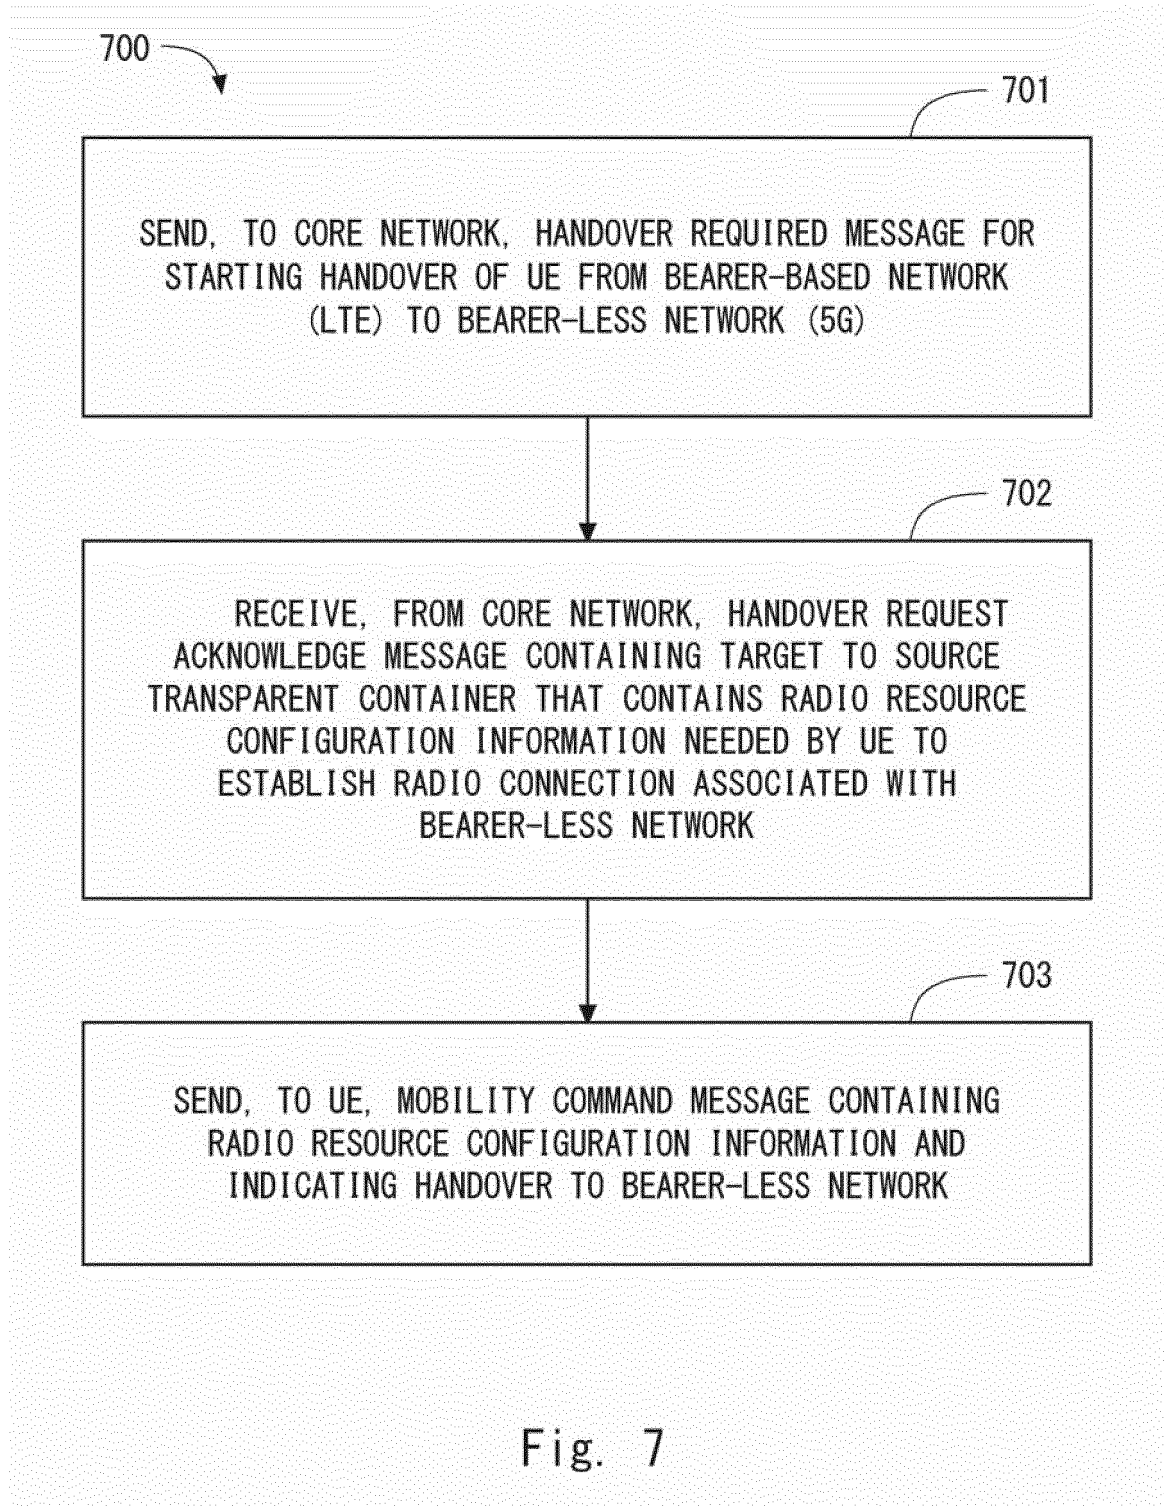 700
701
SEND, TO CORE NETWORK, HANDOVER REQUIRED MESSAGE FOR
STARTING HANDOVER OF UE FROM BEARER-BASED NETWORK
(LTE) TO BEARER-LESS NETWORK (5G)
702
RECEIVE, FROM CORE NETWORK, HANDOVER REQUEST
ACKNOWLEDGE MESSAGE CONTAINING TARGET TO SOURCE
TRANSPARENT CONTAINER THAT CONTAINS RADIO RESOURCE
CONFIGURATION INFORMATION NEEDED BY UE TO
ESTABLISH RADIO CONNECTION ASSOCIATED WITH
BEARER-LESS NETWORK
703
SEND, TO UE, MOBILITY COMMAND MESSAGE CONTAINING
RADIO RESOURCE CONFIGURATION INFORMATION AND
INDICATING HANDOVER TO BEARER-LESS NETWORK
Fig. 7